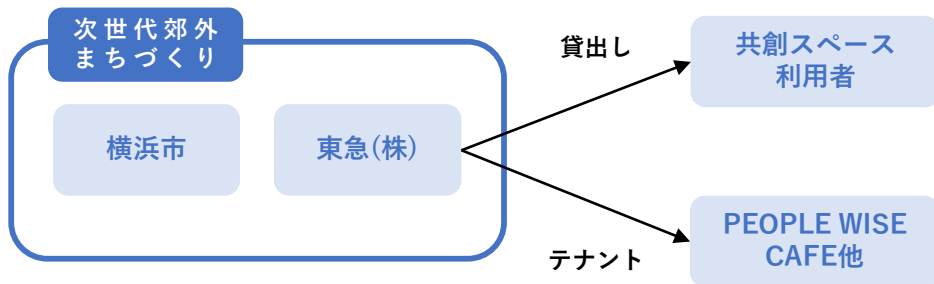 次世代郊外
まちづくり
横浜市
東急(株)
貸出し
共創スペース
利用者
テナント
PEOPLE WISE
CAFE他